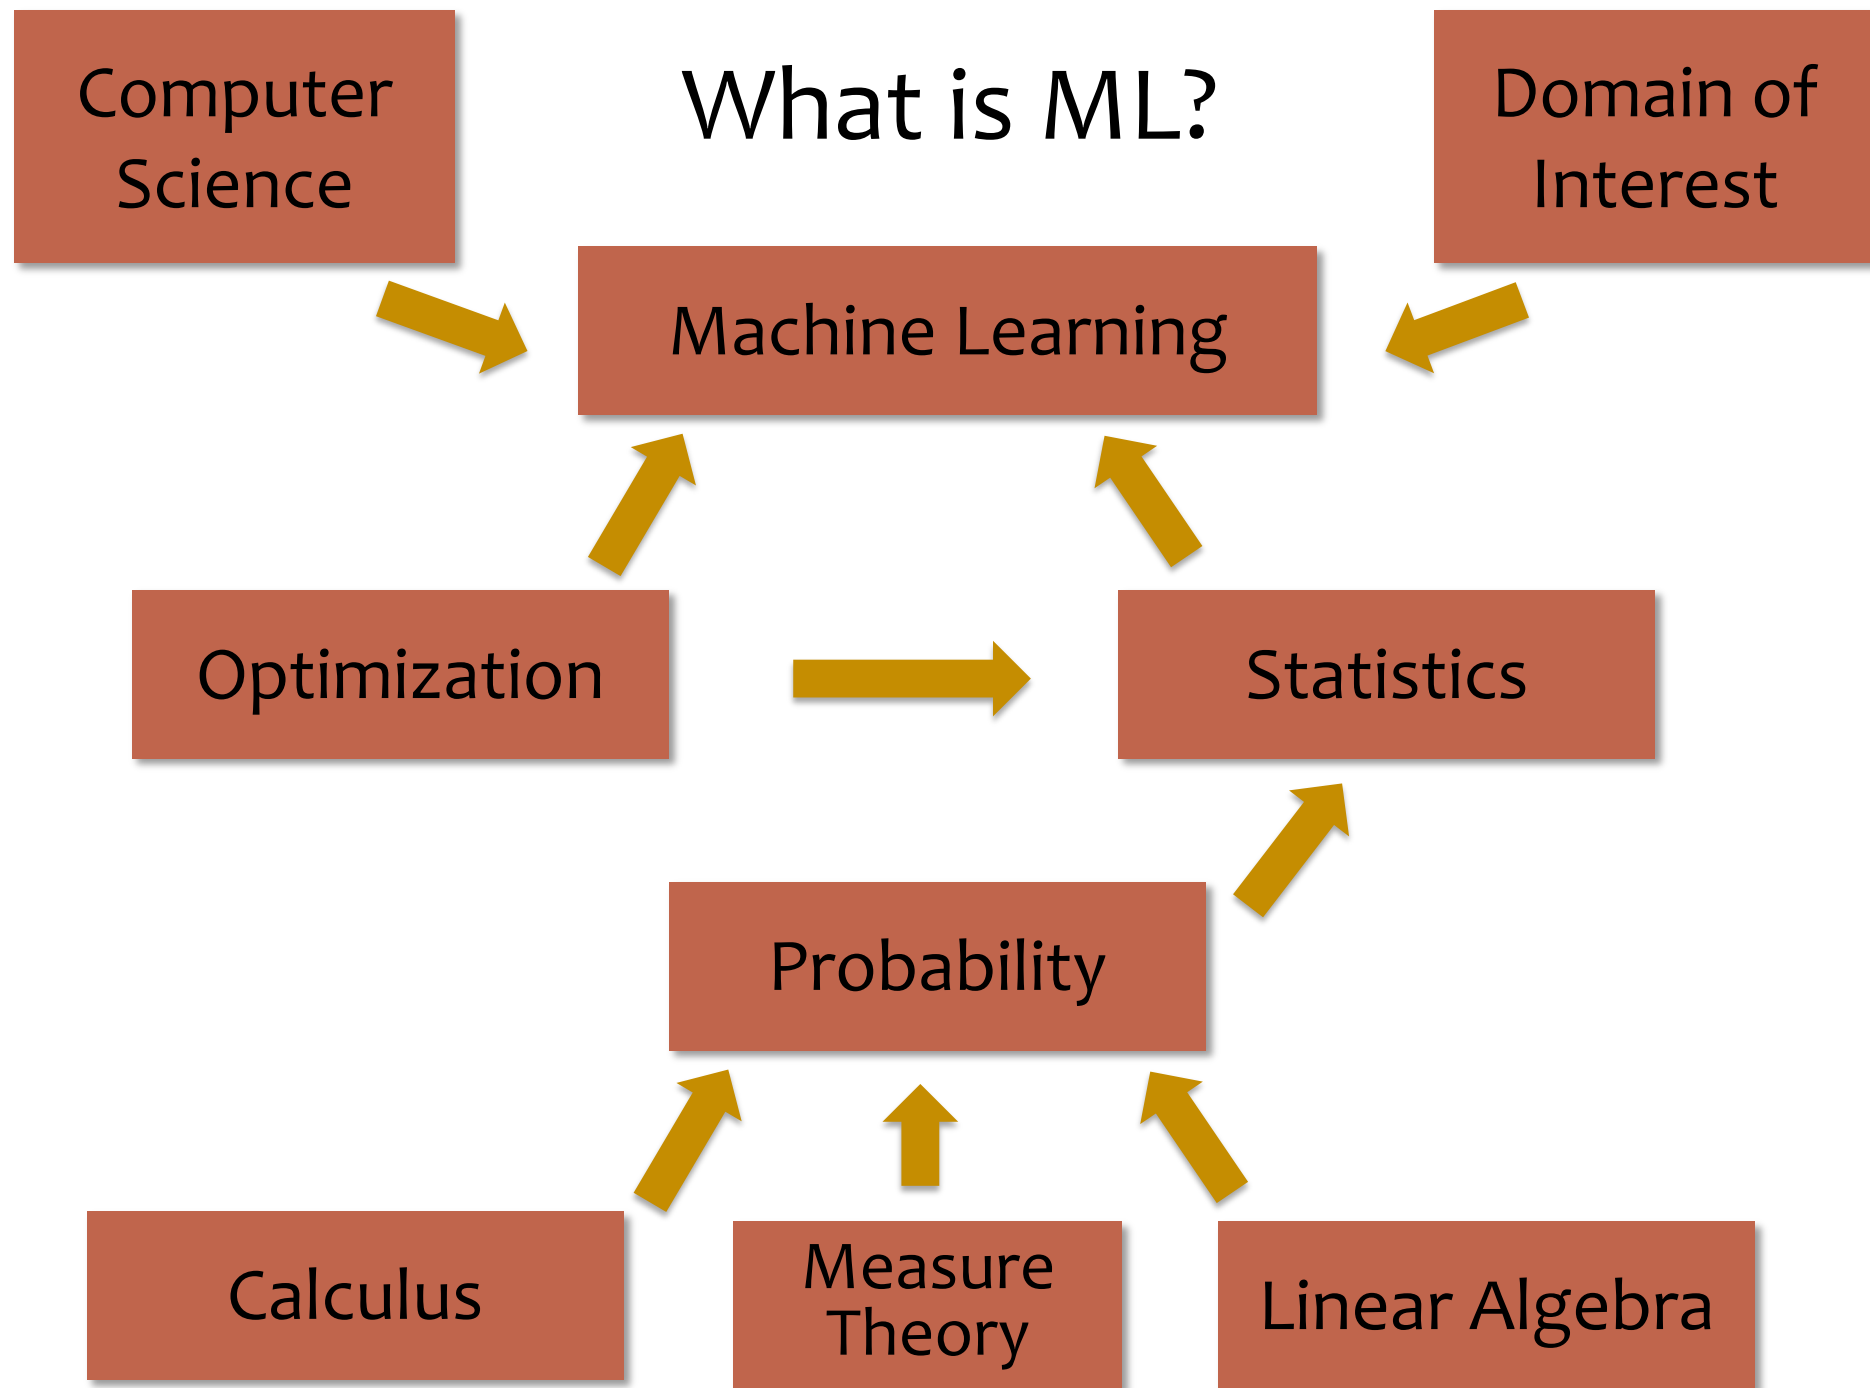 What is ML?
Computer
Science
Domain of
Interest
Machine Learning
Optimization
Statistics
Probability
Calculus
Measure
Theory
Linear Algebra